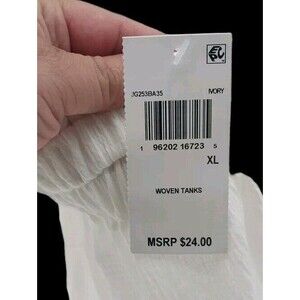 JG253BA35 IVORY
1 96202 16723 5
XL
WOVEN TANKS
MSRP $24.00